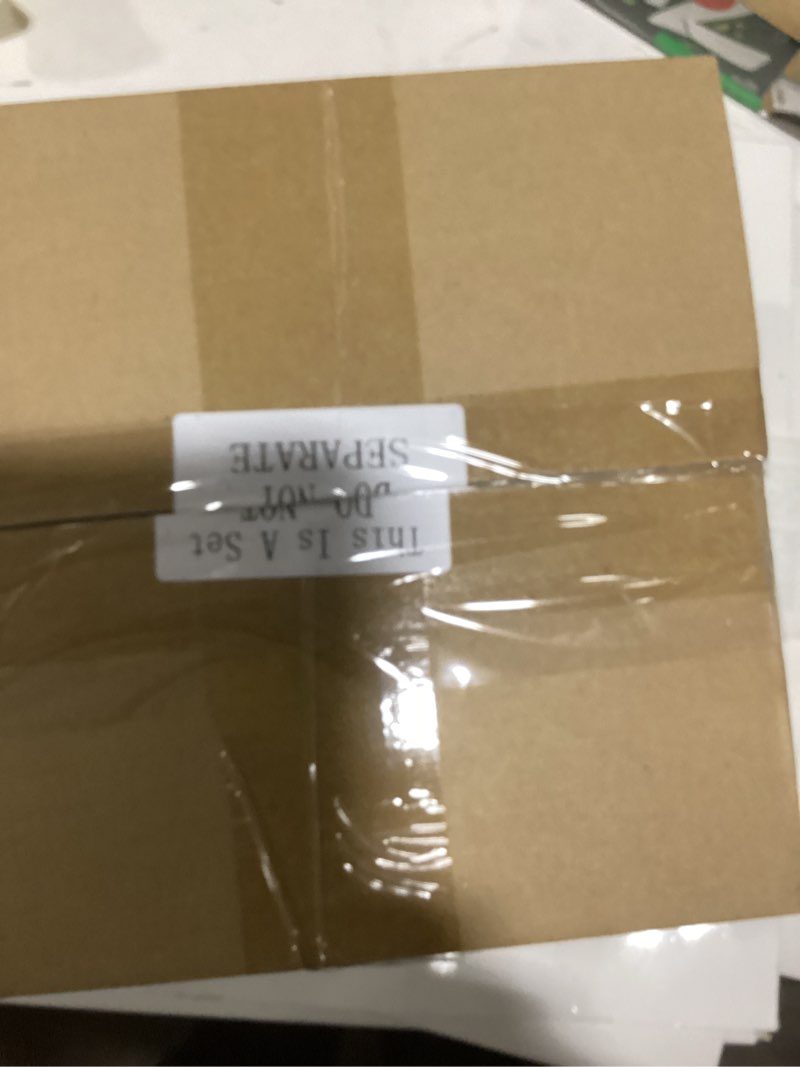 This Is A Set
DO NOT
SEPARATE